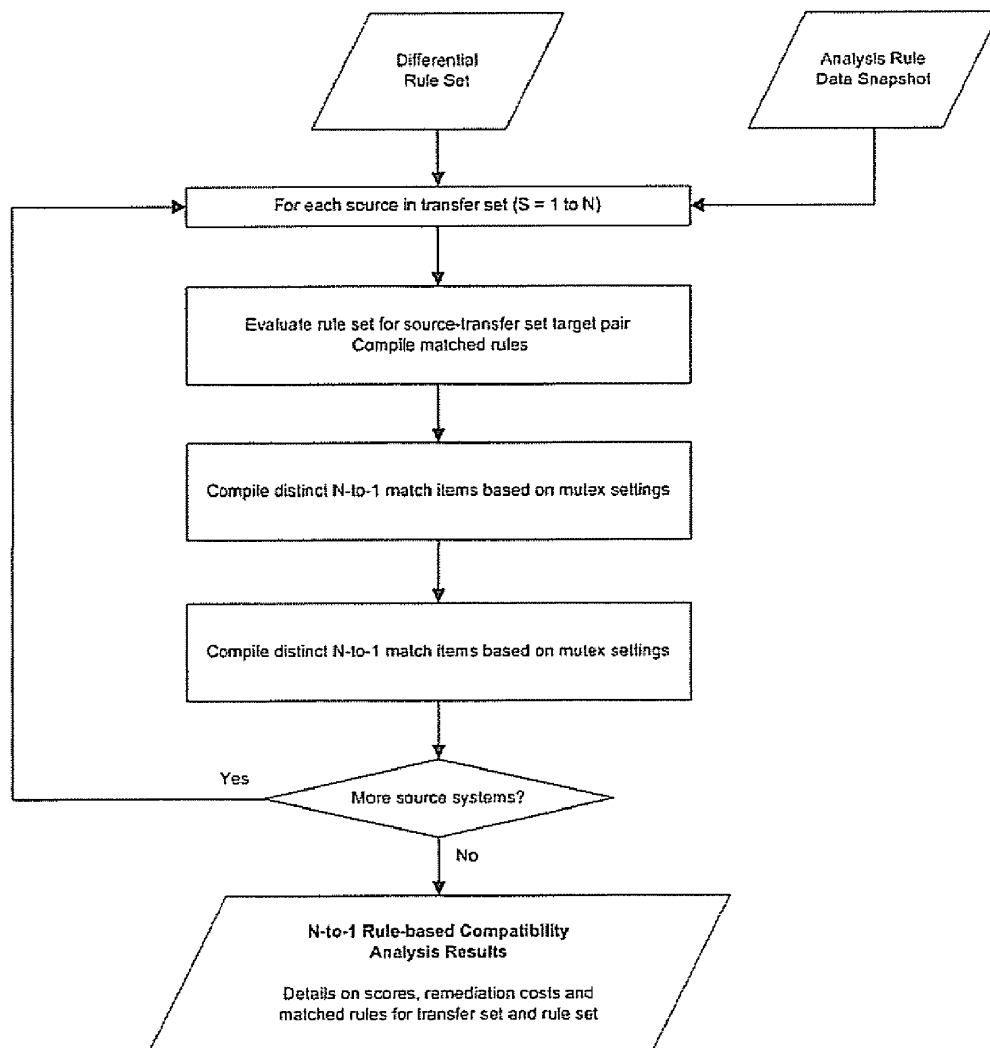 Differential
Rule Set
Analysis Rule
Data Snapshot
For each source in transfer set (S = 1 to N)
Evaluate rule set for source-transfer set target pair
Compile matched rules
Compile distinct N-to-1 match items based on mutex settings
Compile distinct N-to-1 match items based on mutex settings
Yes
More source systems?
No
N-to-1 Rule-based Compatibility
Analysis Results
Details on scores, remediation costs and
matched rules for transfer set and rule set